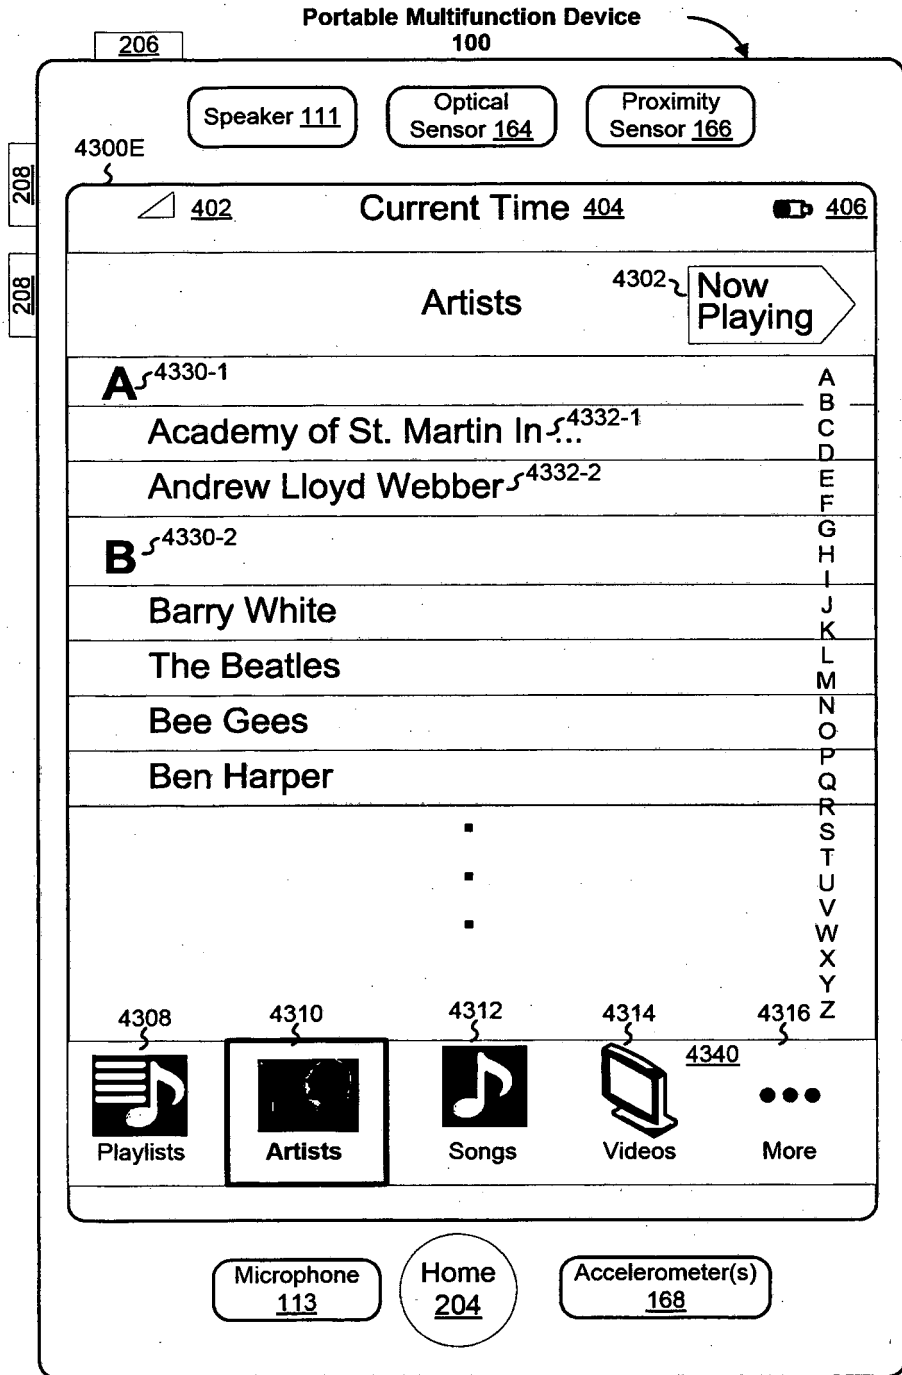 Portable Multifunction Device
100
206
Speaker 111
Optical
Sensor 164
Proximity
Sensor 166
4300E
208
208
402
Current Time 404
406
Artists
4302
Now
Playing
A 4330-1
Academy of St. Martin In ... 4332-1
Andrew Lloyd Webber 4332-2
B 4330-2
Barry White
The Beatles
Bee Gees
Ben Harper
A
B
C
D
E
F
G
H
I
J
K
L
M
N
O
P
Q
R
S
T
U
V
W
X
Y
Z
4308
4310
4312
4314
4316
4340
Playlists
Artists
Songs
Videos
More
Microphone
113
Home
204
Accelerometer(s)
168